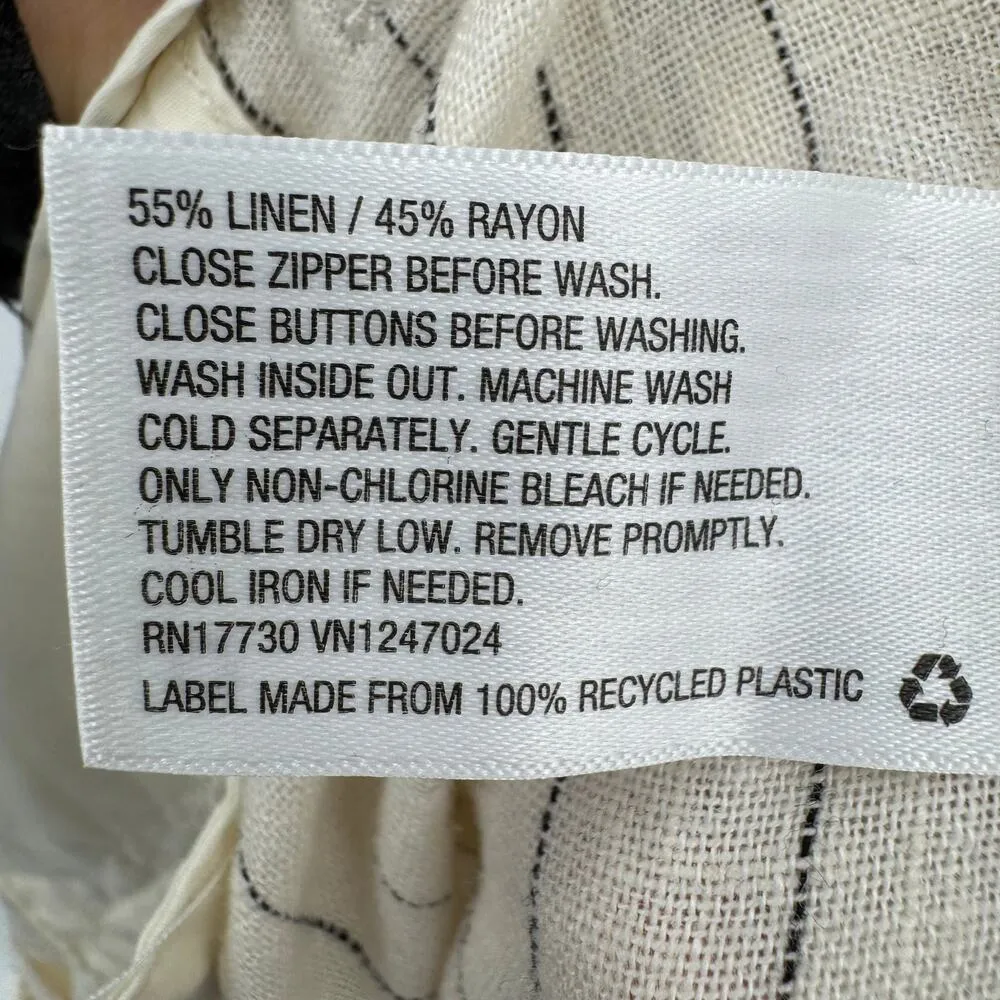 55% LINEN / 45% RAYON
CLOSE ZIPPER BEFORE WASH.
CLOSE BUTTONS BEFORE WASHING.
WASH INSIDE OUT. MACHINE WASH
COLD SEPARATELY. GENTLE CYCLE.
ONLY NON-CHLORINE BLEACH IF NEEDED.
TUMBLE DRY LOW. REMOVE PROMPTLY.
COOL IRON IF NEEDED.
RN17730 VN1247024
LABEL MADE FROM 100% RECYCLED PLASTIC